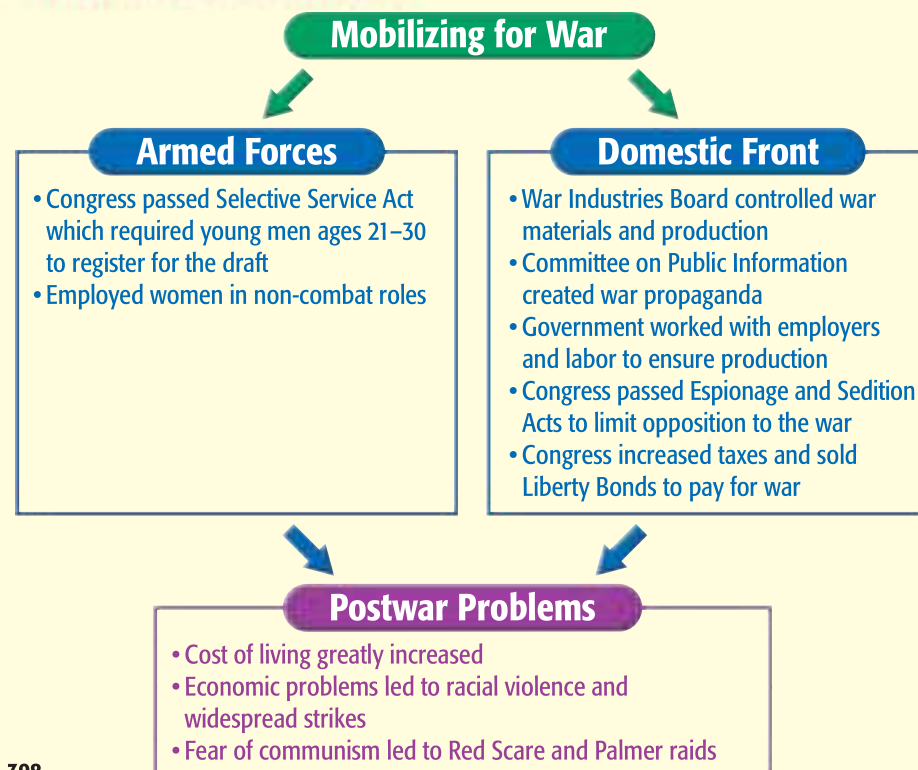 Mobilizing for War
Armed Forces
• Congress passed Selective Service Act
which required young men ages 21–30
to register for the draft
• Employed women in non-combat roles
Domestic Front
• War Industries Board controlled war
materials and production
• Committee on Public Information
created war propaganda
• Government worked with employers
and labor to ensure production
• Congress passed Espionage and Sedition
Acts to limit opposition to the war
• Congress increased taxes and sold
Liberty Bonds to pay for war
Postwar Problems
• Cost of living greatly increased
• Economic problems led to racial violence and
widespread strikes
• Fear of communism led to Red Scare and Palmer raids